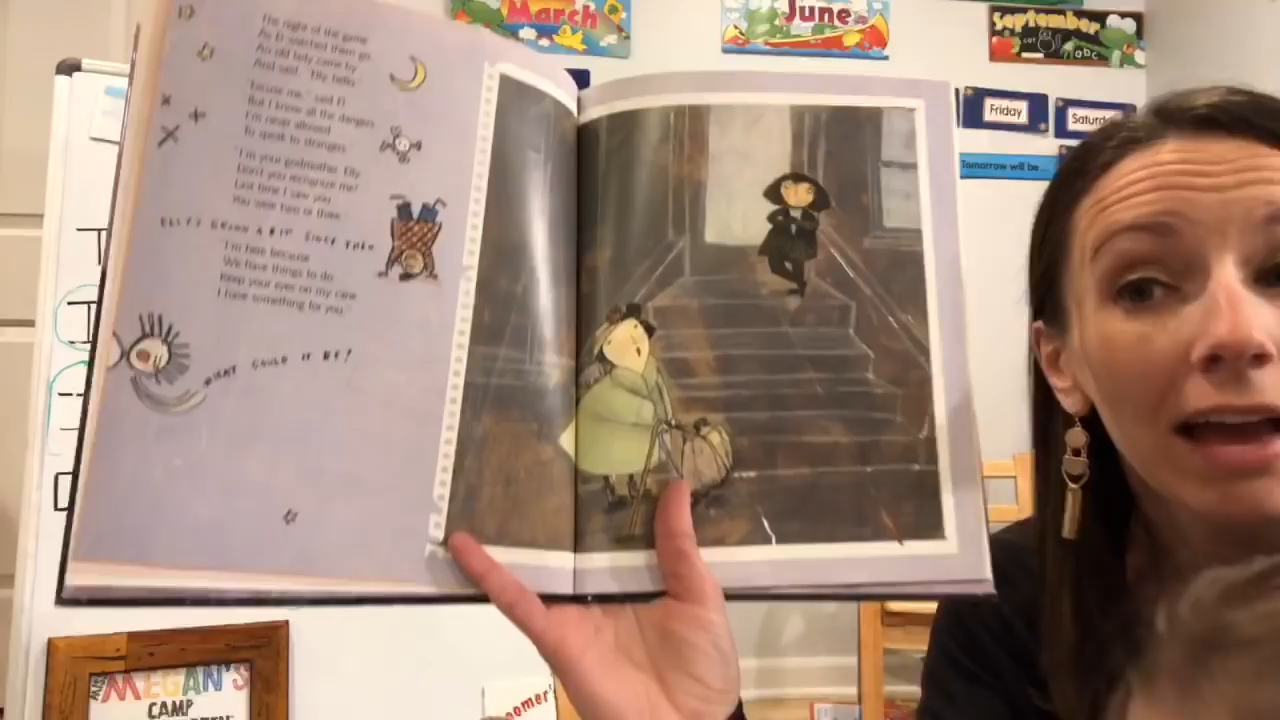 March
June
September
cat
abc
Friday
Saturd
Tomorrow will be...
The night of the game
As El watched them go
An old lady came by
And said, "Elly hello.
"Excuse me," said El
But I know all the dangers
I'm never allowed
To speak to strangers
"I'm your godmother, Elly
Don't you recognize me?
Last time I saw you
You were two or three.
ELLY'S GROWN A BIT SINCE THEN
"I'm here because
We have things to do
Keep your eyes on my cane
I have something for you."
WHAT COULD IT BE?
MRS MEGAN'S
CAMP
oomer's